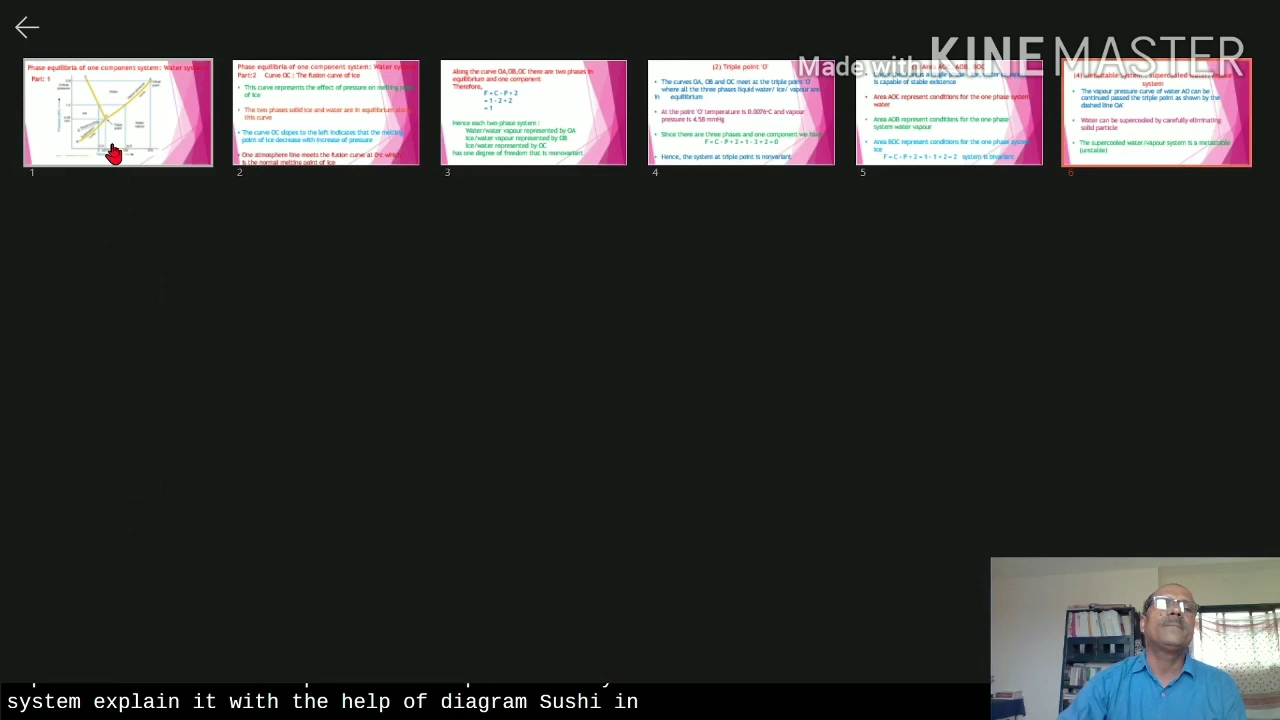 Made with KINEMASTER
Phase equilibria of one component system: Water system
Part: 1
1
Phase equilibria of one component system: Water system
Part:2 Curve OC : The fusion curve of ice
• This curve represents the effect of pressure on melting point
of ice
• The two phases solid ice and water are in equilibrium along
this curve
• The curve OC slopes to the left indicates that the melting
point of ice decrease with increase of pressure
• One atmosphere line meets the fusion curve at 0°c which
is the normal melting point of ice
2
Along the curve OA,OB,OC there are two phases in
equilibrium and one component
Therefore,
F = C - P + 2
= 1 - 2 + 2
= 1
Hence each two-phase system :
Water/water vapour represented by OA
Ice/water vapour represented by OB
Ice/water represented by OC
has one degree of freedom that is monovariant
3
(2) Triple point 'O'
• The curves OA, OB and OC meet at the triple point 'O'
where all the three phases liquid water/ ice/ vapour are
in equilibrium
• At the point 'O' temperature is 0.0076°C and vapour
pressure is 4.58 mmHg
• Since there are three phases and one component we have
F = C - P + 2 = 1 - 3 + 2 = 0
• Hence, the system at triple point is nonvariant
4
is capable of stable existence
• Area AOC represent conditions for the one phase system
water
• Area AOB represent conditions for the one phase
system water vapour
• Area BOC represent conditions for the one phase system
ice
F = C - P + 2 = 1 - 1 + 2 = 2 system is bivariant
5
(4) Metastable system : supercooled water/vapour
system
• The vapour pressure curve of water AO can be
continued passed the triple point as shown by the
dashed line OA'
• Water can be supercooled by carefully eliminating
solid particle
• The supercooled water/vapour system is a metastable
(unstable)
6
system explain it with the help of diagram Sushi in